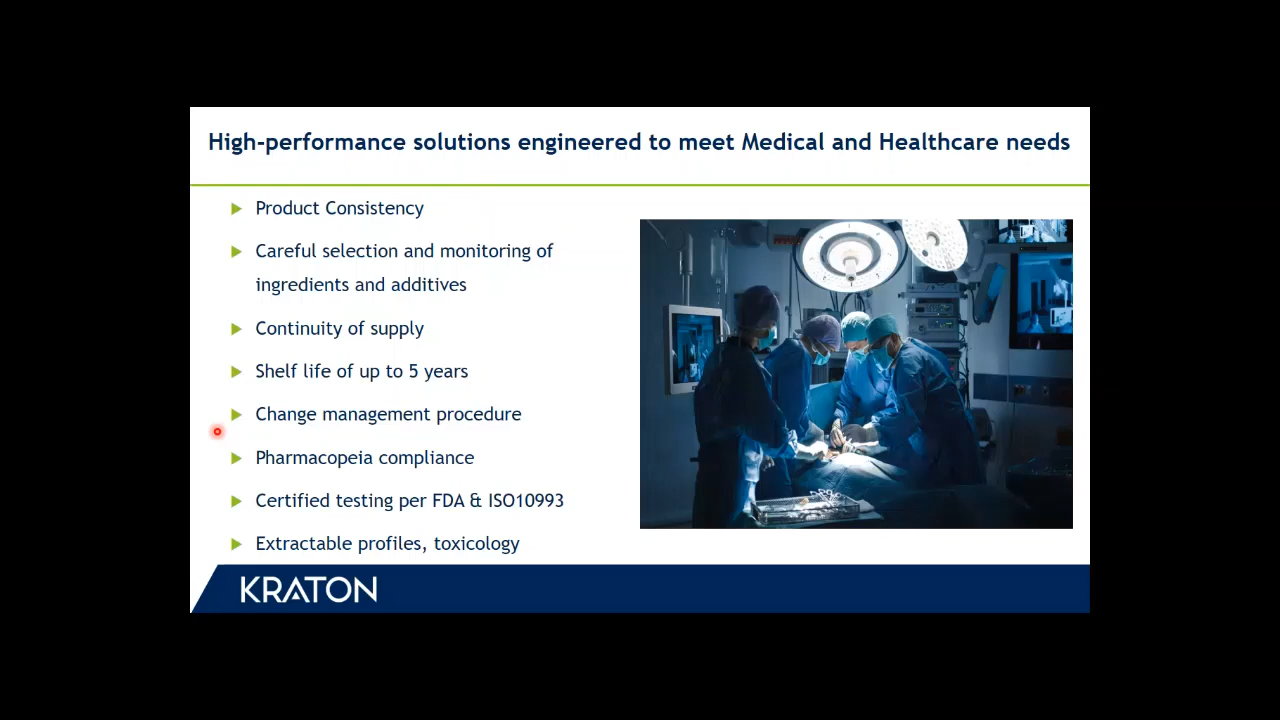 High-performance solutions engineered to meet Medical and Healthcare needs
Product Consistency
Careful selection and monitoring of
ingredients and additives
Continuity of supply
Shelf life of up to 5 years
Change management procedure
Pharmacopeia compliance
Certified testing per FDA & ISO10993
Extractable profiles, toxicology
KRATON